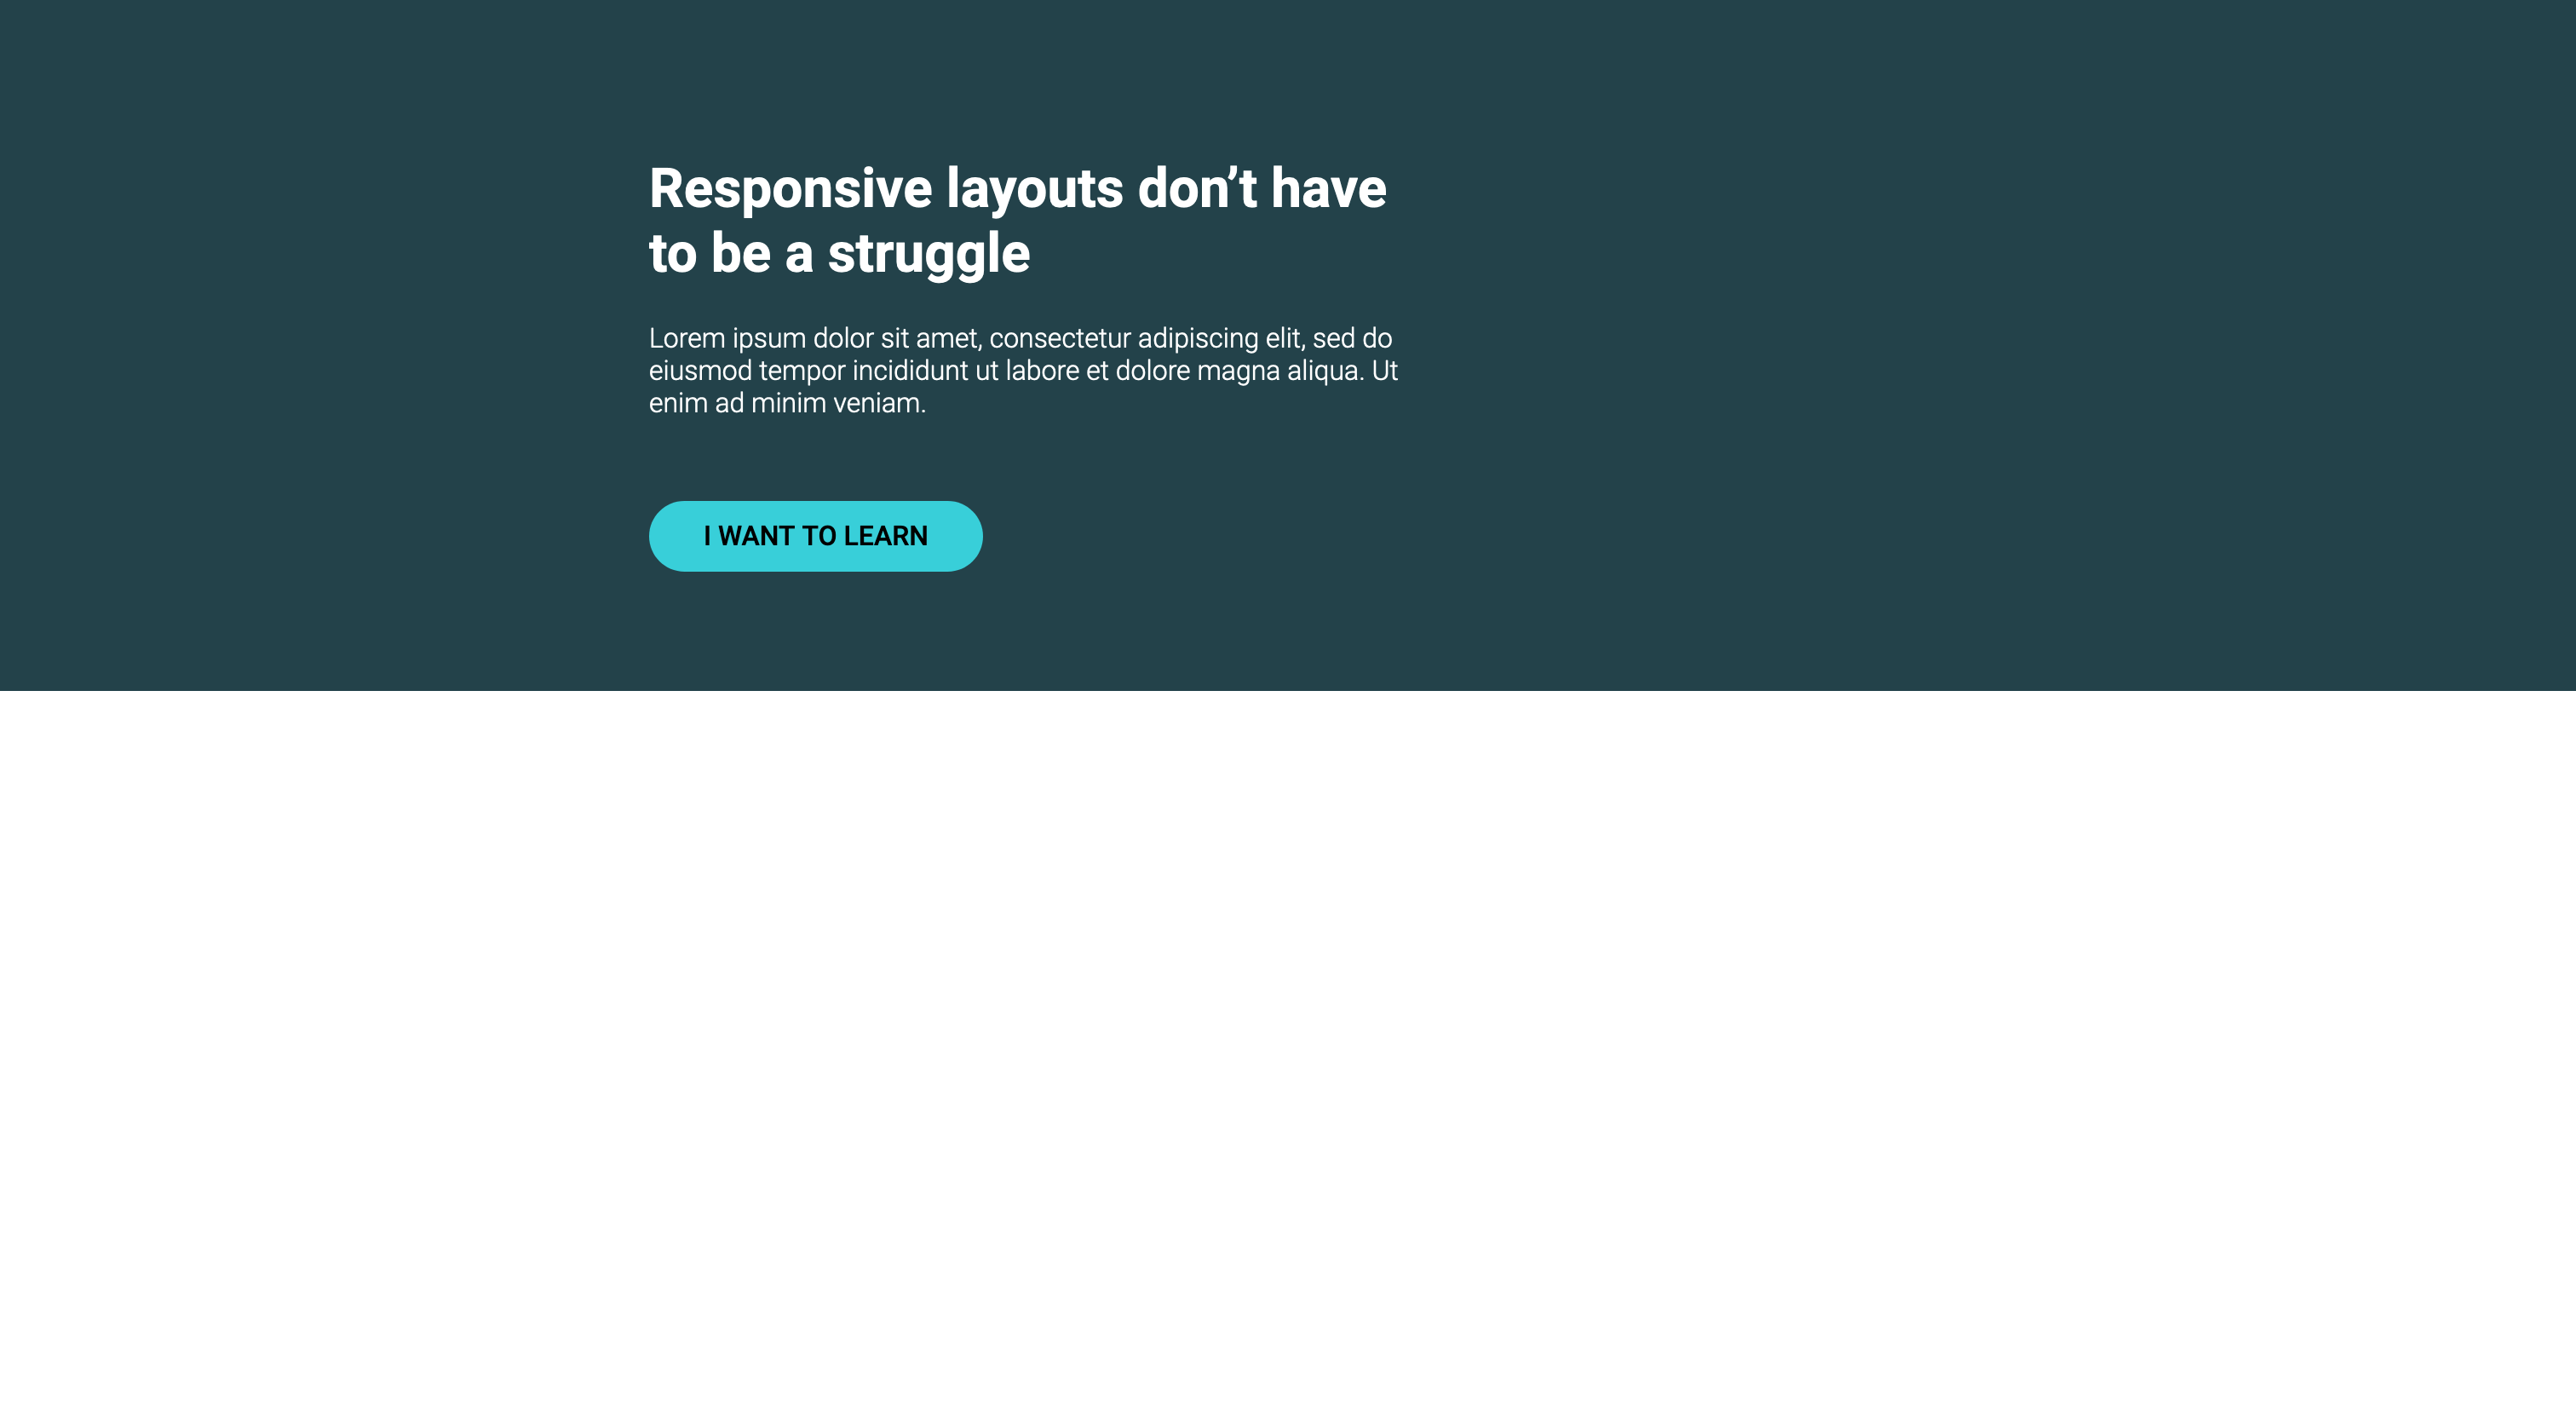 Responsive layouts don’t have
to be a struggle
Lorem ipsum dolor sit amet, consectetur adipiscing elit, sed do
eiusmod tempor incididunt ut labore et dolore magna aliqua. Ut
enim ad minim veniam.
I WANT TO LEARN